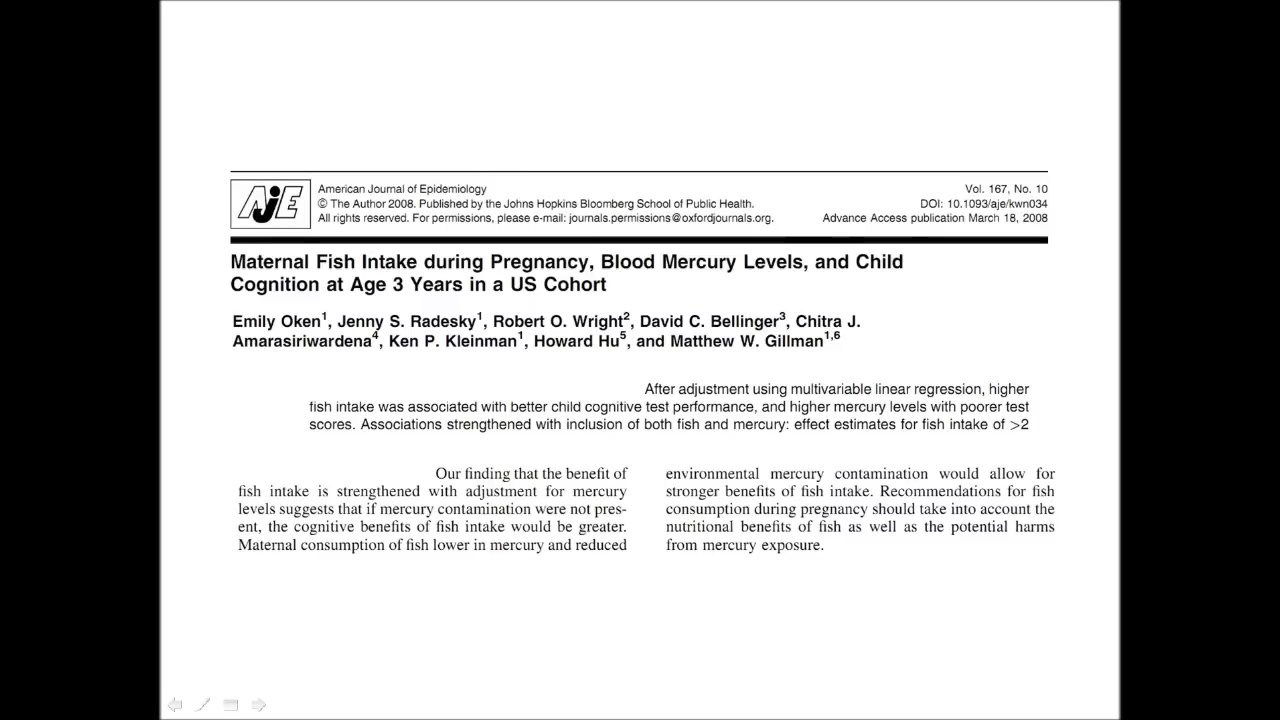 AJE
American Journal of Epidemiology
© The Author 2008. Published by the Johns Hopkins Bloomberg School of Public Health.
All rights reserved. For permissions, please e-mail: journals.permissions@oxfordjournals.org.
Vol. 167, No. 10
DOI: 10.1093/aje/kwn034
Advance Access publication March 18, 2008
Maternal Fish Intake during Pregnancy, Blood Mercury Levels, and Child
Cognition at Age 3 Years in a US Cohort
Emily Oken1, Jenny S. Radesky1, Robert O. Wright2, David C. Bellinger3, Chitra J.
Amarasiriwardena4, Ken P. Kleinman1, Howard Hu5, and Matthew W. Gillman1,6
After adjustment using multivariable linear regression, higher
fish intake was associated with better child cognitive test performance, and higher mercury levels with poorer test
scores. Associations strengthened with inclusion of both fish and mercury: effect estimates for fish intake of >2
Our finding that the benefit of
fish intake is strengthened with adjustment for mercury
levels suggests that if mercury contamination were not pres-
ent, the cognitive benefits of fish intake would be greater.
Maternal consumption of fish lower in mercury and reduced
environmental mercury contamination would allow for
stronger benefits of fish intake. Recommendations for fish
consumption during pregnancy should take into account the
nutritional benefits of fish as well as the potential harms
from mercury exposure.